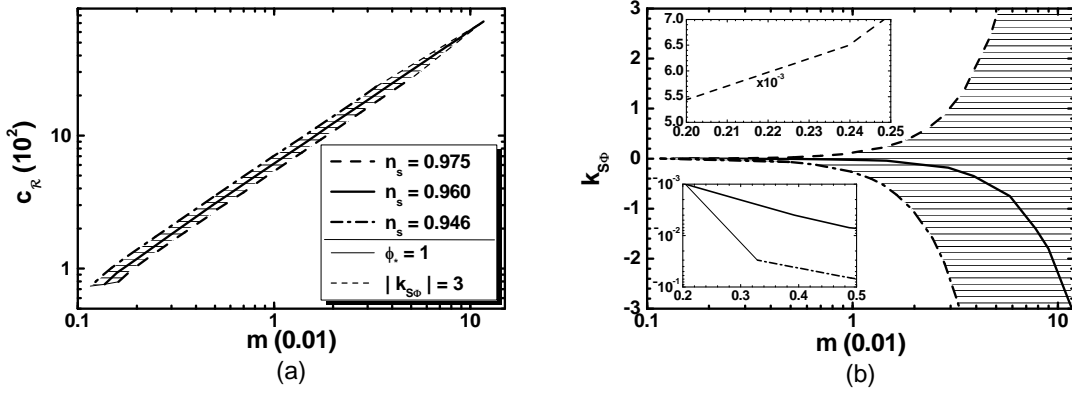 10²
10
1
0.1
1
10
c_ℛ (10²)
m (0.01)
n_s = 0.975
n_s = 0.960
n_s = 0.946
ϕ_* = 1
| k_SΦ | = 3
(a)
3
2
1
0
-1
-2
-3
0.1
1
10
k_SΦ
m (0.01)
7.0
6.5
6.0
5.5
5.0
0.20 0.21 0.22 0.23 0.24 0.25
x10⁻³
-10⁻³
-10⁻²
-10⁻¹
0.2 0.3 0.4 0.5
(b)